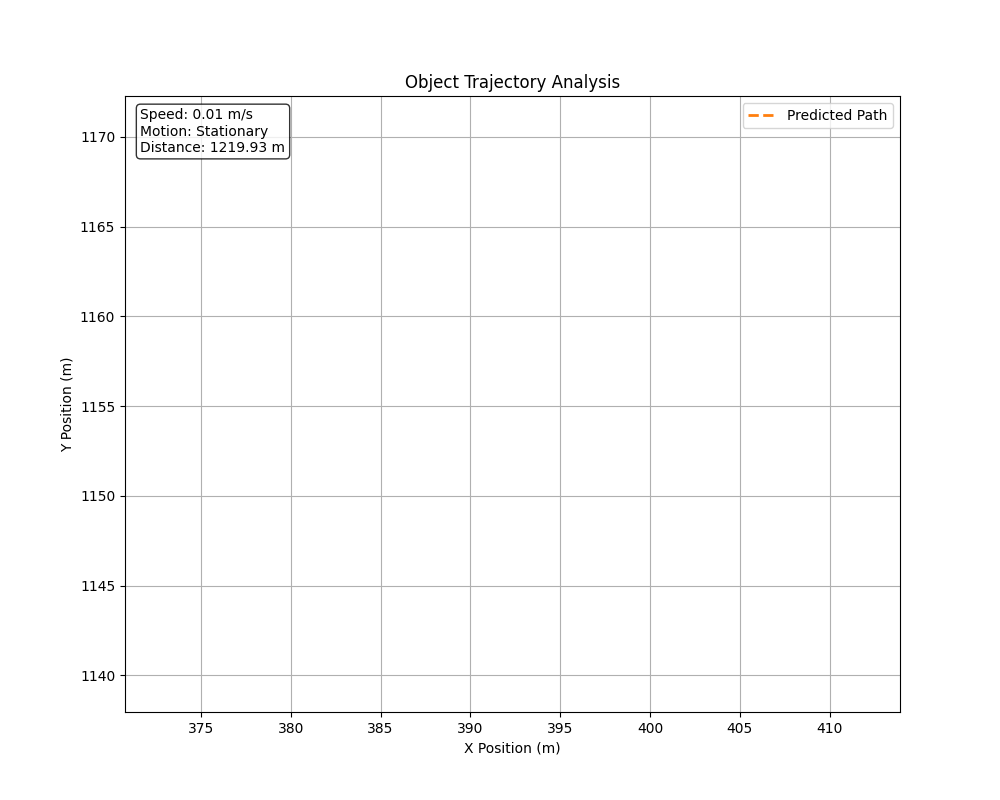 Object Trajectory Analysis
Speed: 0.01 m/s
Motion: Stationary
Distance: 1219.93 m
Predicted Path
1170
1165
1160
1155
1150
1145
1140
Y Position (m)
375 380 385 390 395 400 405 410
X Position (m)